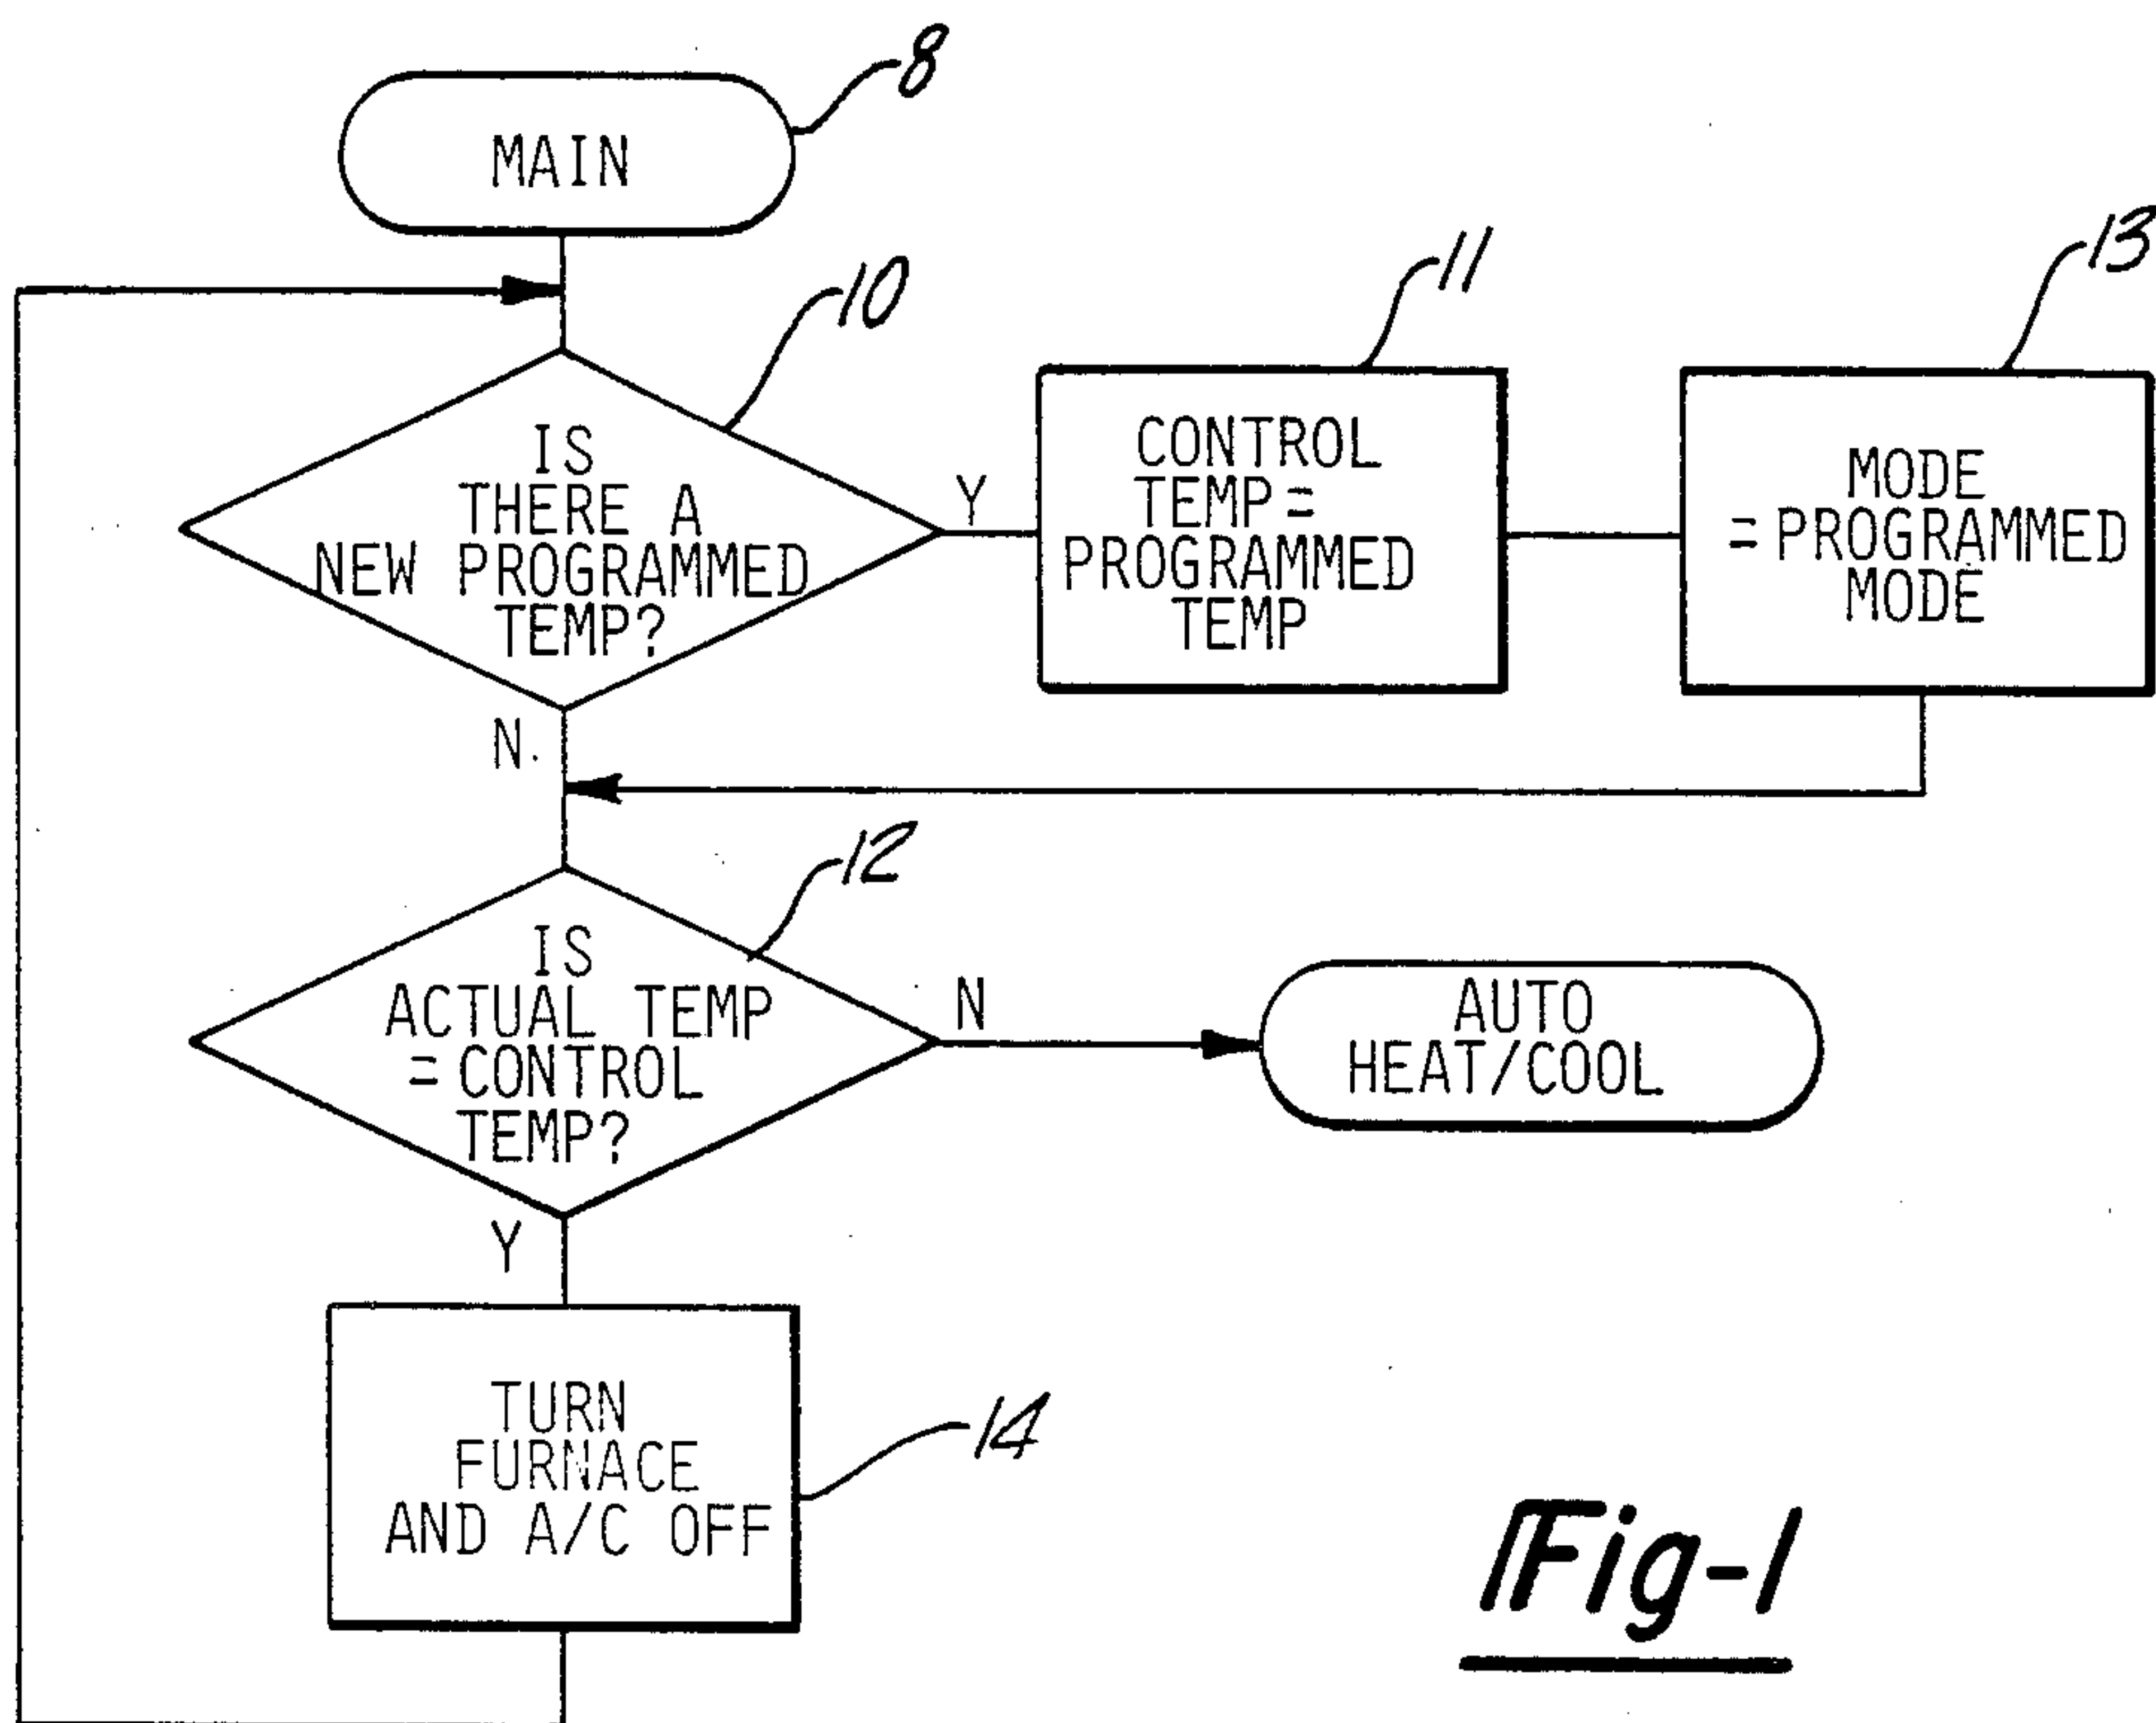 8
MAIN
10
11
13
IS
THERE A
NEW PROGRAMMED
TEMP?
Y
CONTROL
TEMP =
PROGRAMMED
TEMP
MODE
= PROGRAMMED
MODE
N
12
IS
ACTUAL TEMP
= CONTROL
TEMP?
N
AUTO
HEAT/COOL
Y
TURN
FURNACE
AND A/C OFF
14
Fig-1